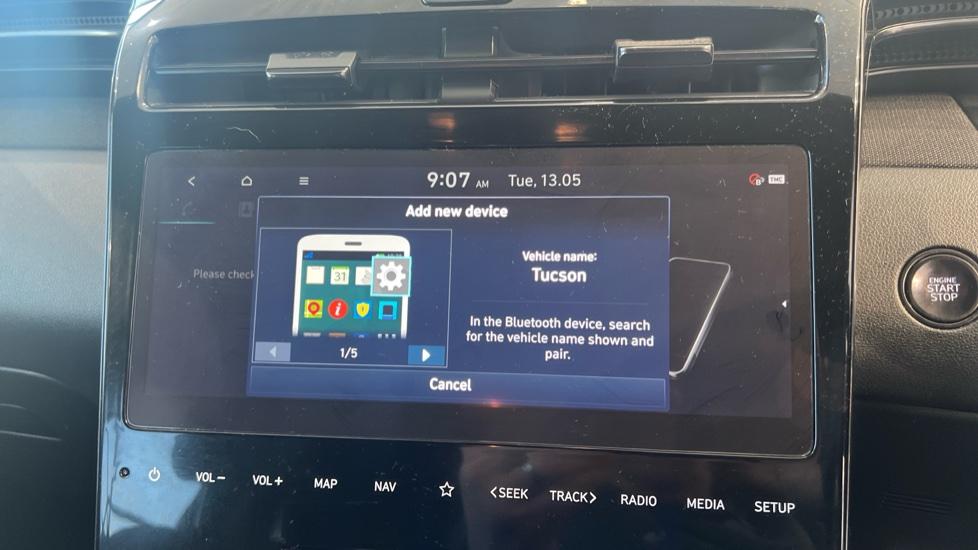 9:07 AM Tue, 13.05
B TMC
Add new device
Please check
31
1/5
Vehicle name:
Tucson
In the Bluetooth device, search
for the vehicle name shown and
pair.
Cancel
ENGINE
START
STOP
VOL− VOL+ MAP NAV <SEEK TRACK> RADIO MEDIA SETUP